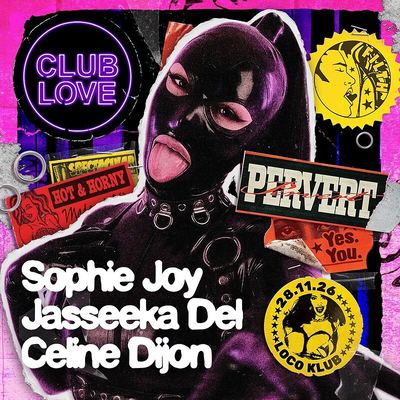 CLUB
LOVE
F.I.L.T.H.
SPECTACULAR
HOT & HORNY
PERVERT
Yes.
You.
Sophie Joy
Jasseeka Del
Celine Dijon
28.11.26
LOCO KLUB